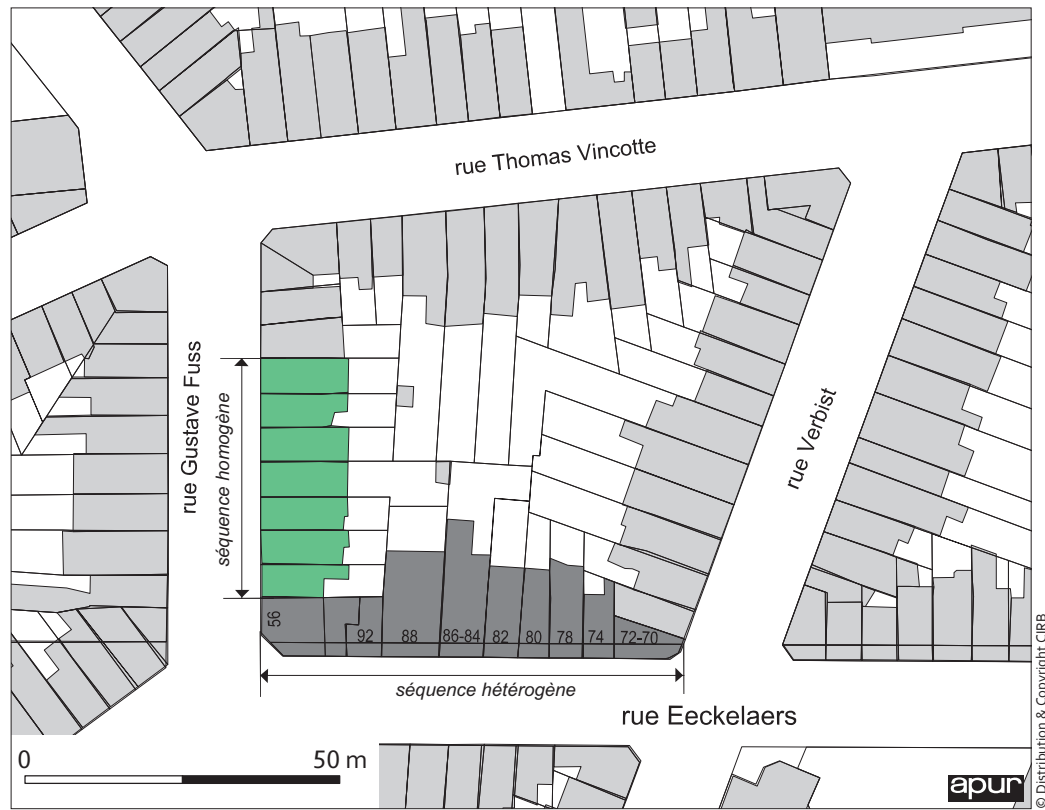 rue Thomas Vincotte
rue Gustave Fuss
séquence homogène
rue Verbist
56
92
88
86-84
82
80
78
74
72-70
séquence hétérogène
rue Eeckelaers
0
50 m
apur
© Distribution & Copyright CIRB